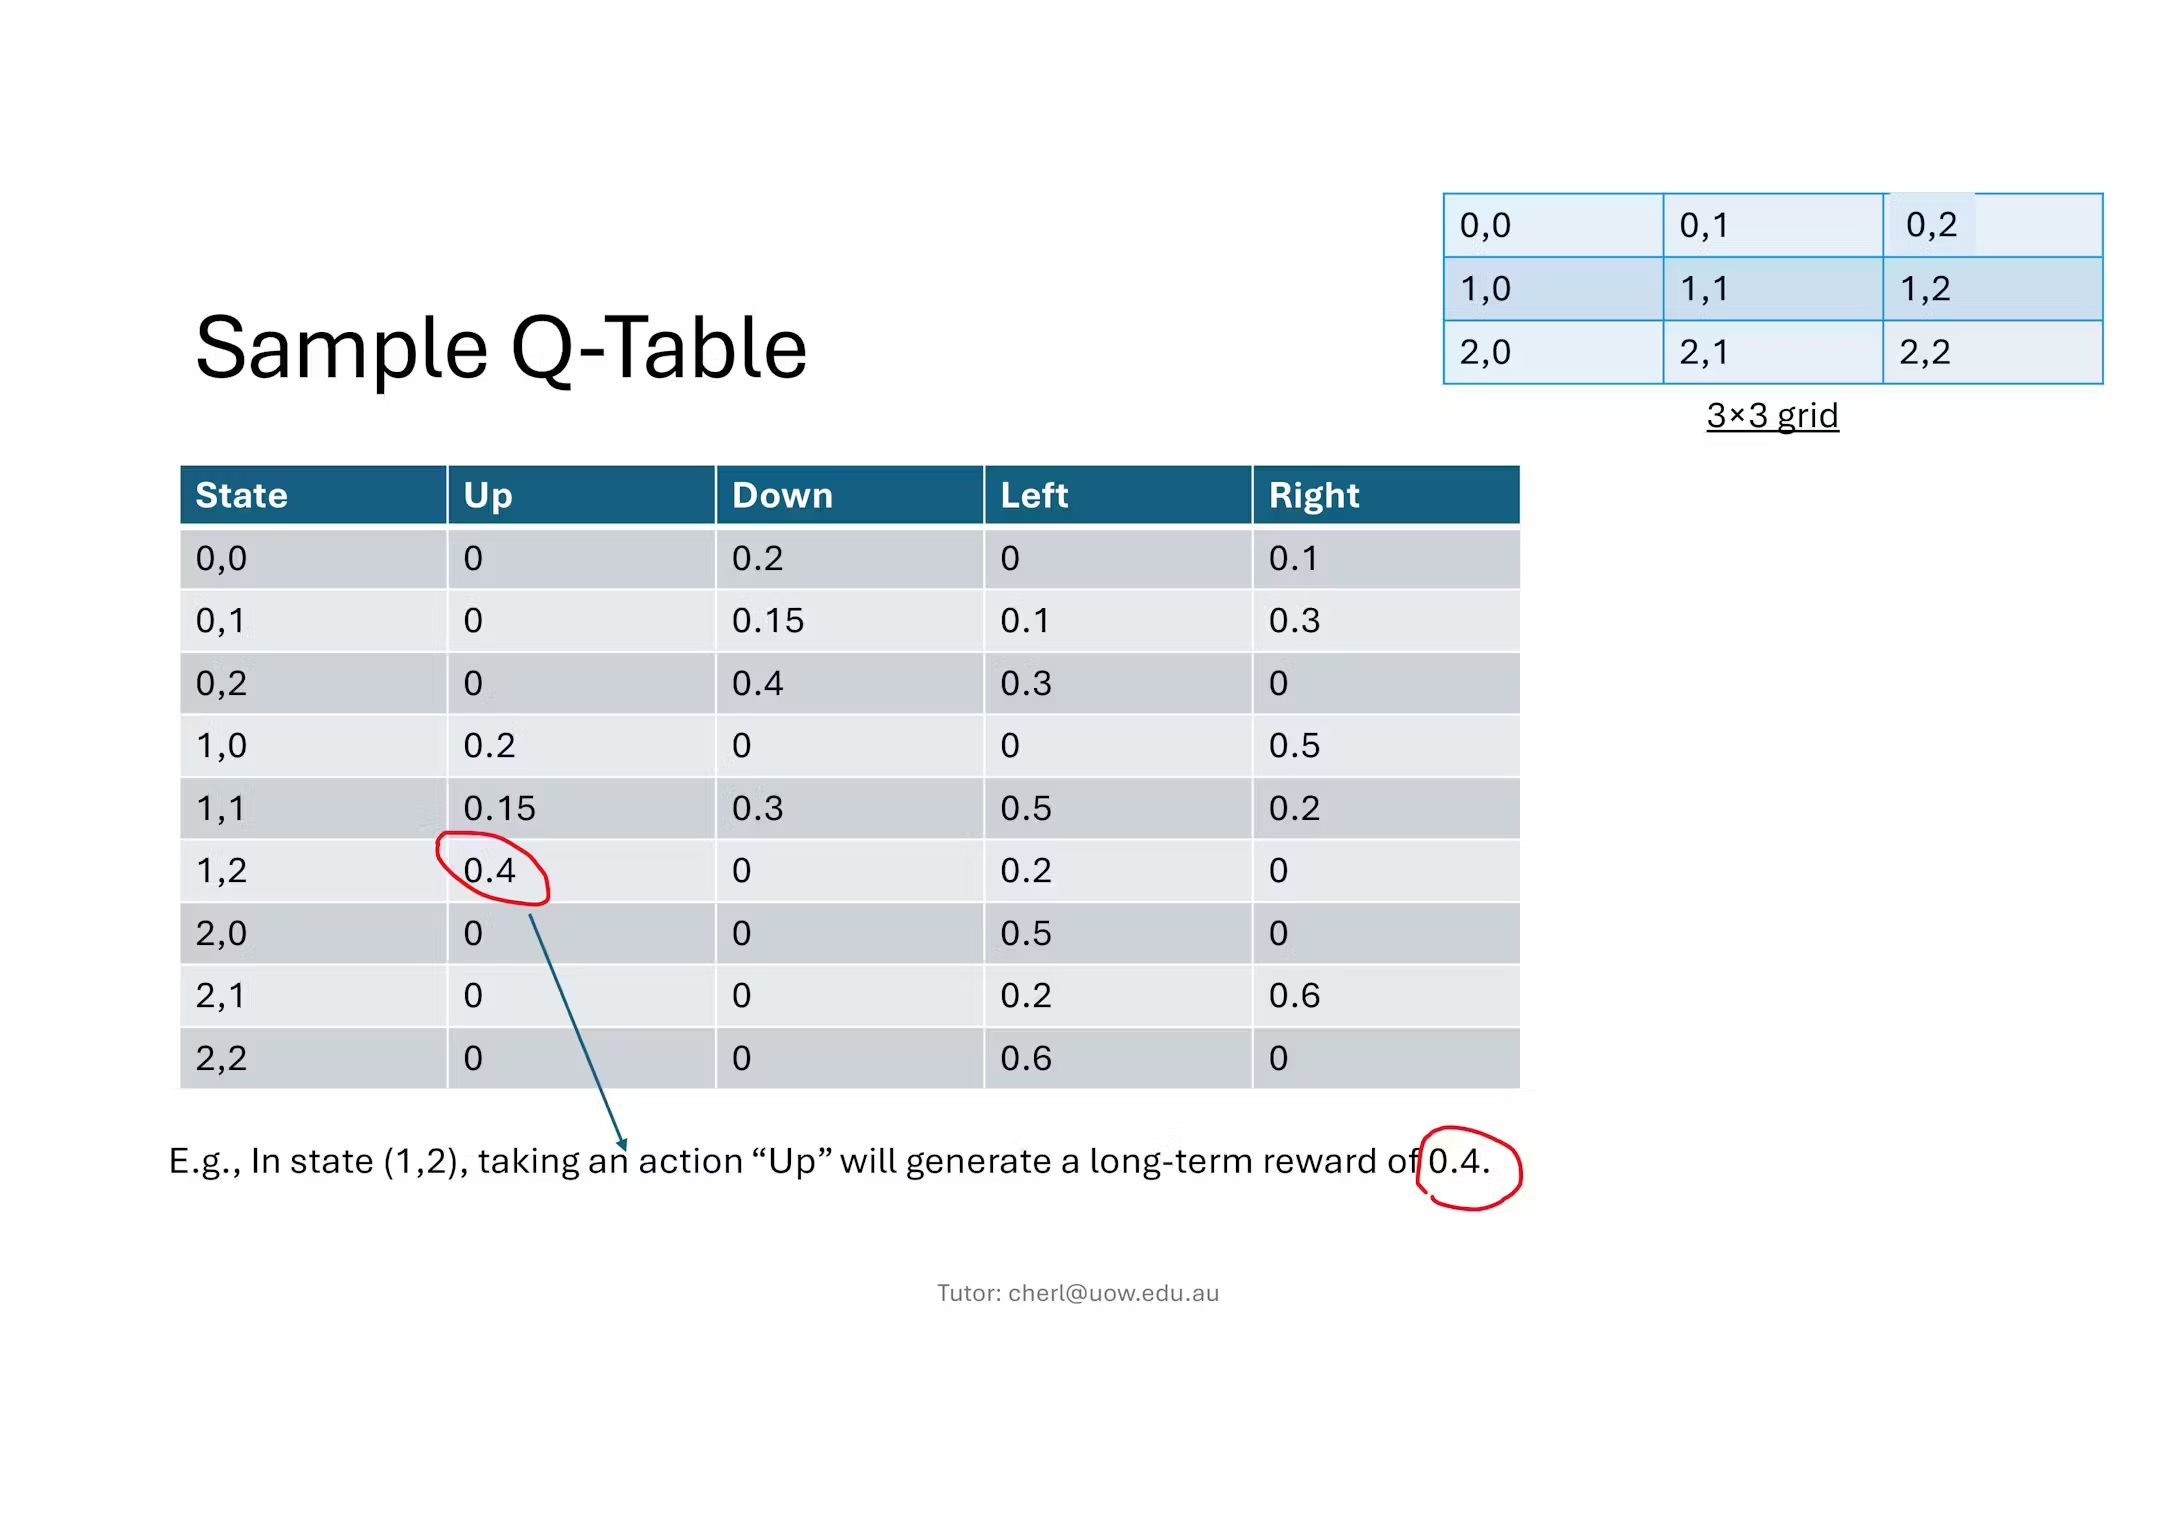 0,0 0,1 0,2
1,0 1,1 1,2
2,0 2,1 2,2
3×3 grid
Sample Q-Table
State Up Down Left Right
0,0 0 0.2 0 0.1
0,1 0 0.15 0.1 0.3
0,2 0 0.4 0.3 0
1,0 0.2 0 0 0.5
1,1 0.15 0.3 0.5 0.2
1,2 0.4 0 0.2 0
2,0 0 0 0.5 0
2,1 0 0 0.2 0.6
2,2 0 0 0.6 0
E.g., In state (1,2), taking an action “Up” will generate a long-term reward of 0.4.
Tutor: cherl@uow.edu.au